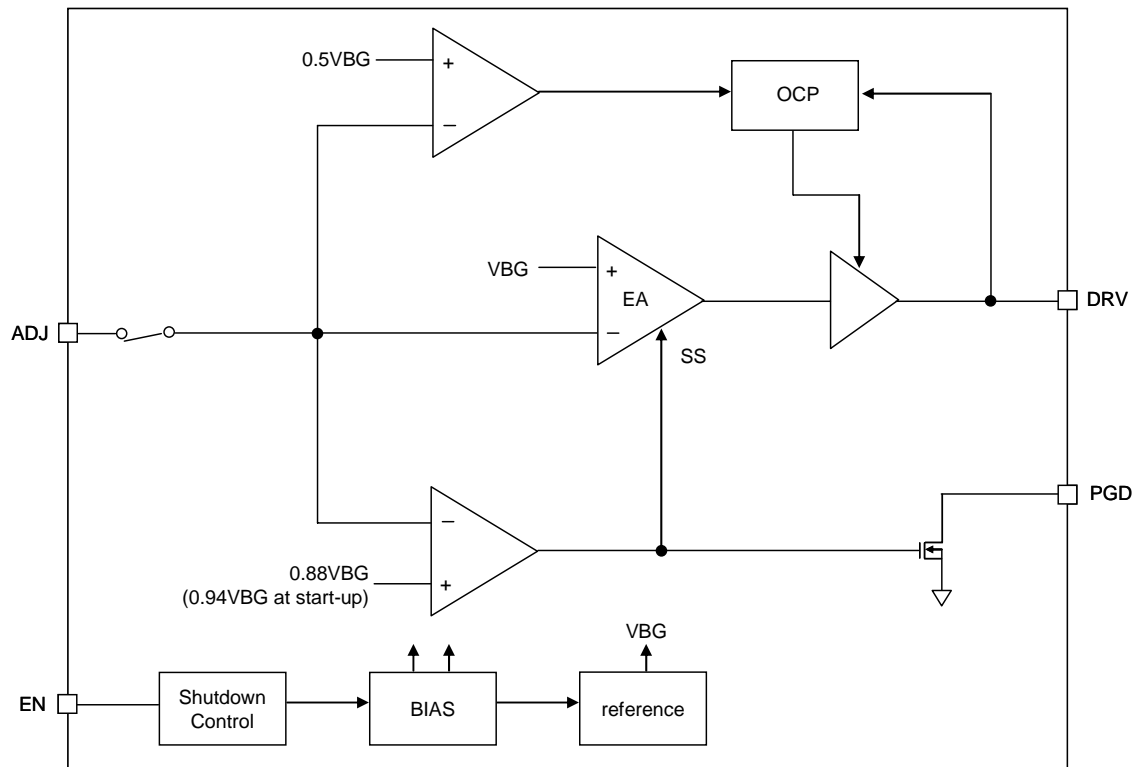 0.5VBG
+
−
OCP
VBG
+
EA
−
ADJ
DRV
SS
PGD
−
+
0.88VBG
(0.94VBG at start-up)
VBG
EN
Shutdown
Control
BIAS
reference